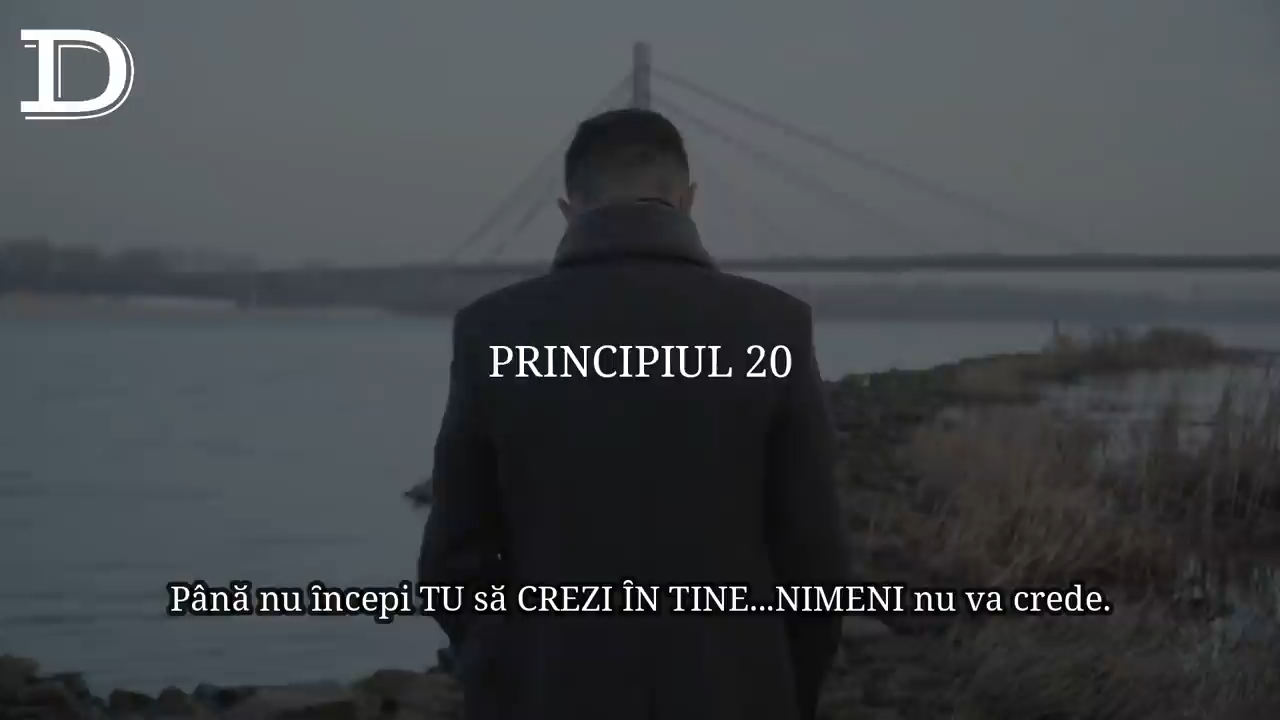 D
PRINCIPIUL 20
Până nu începi TU să CREZI ÎN TINE...NIMENI nu va crede.